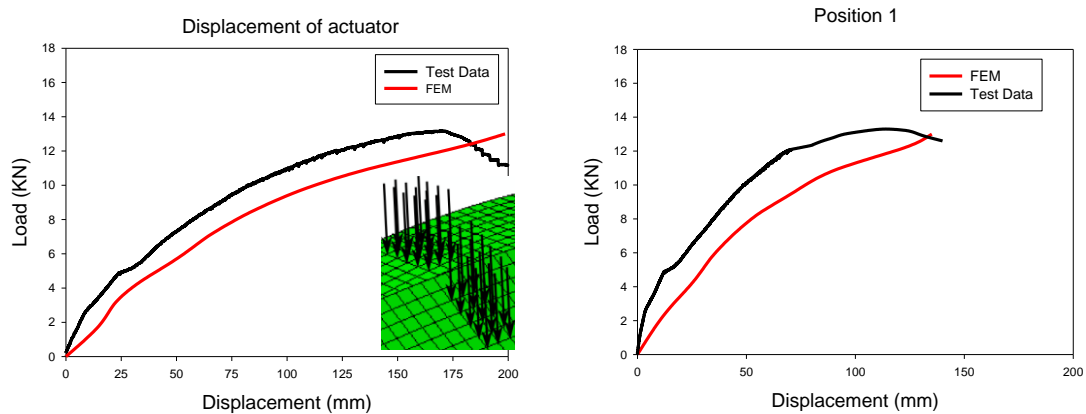 Displacement of actuator
18
16
14
12
10
8
6
4
2
0
Load (KN)
Test Data
FEM
0 25 50 75 100 125 150 175 200
Displacement (mm)
Position 1
18
16
14
12
10
8
6
4
2
0
Load (KN)
FEM
Test Data
0 50 100 150 200
Displacement (mm)